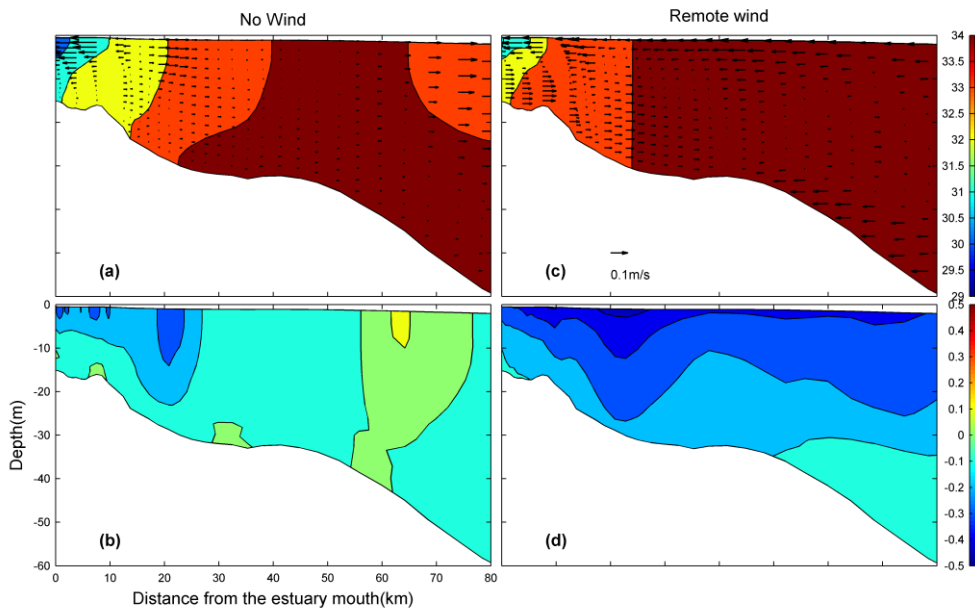 No Wind
Remote wind
(a)
(c)
0.1m/s
34
33.5
33
32.5
32
31.5
31
30.5
30
29.5
29
(b)
(d)
Depth(m)
0
-10
-20
-30
-40
-50
-60
0 10 20 30 40 50 60 70 80
Distance from the estuary mouth(km)
0.5
0.4
0.3
0.2
0.1
0
-0.1
-0.2
-0.3
-0.4
-0.5